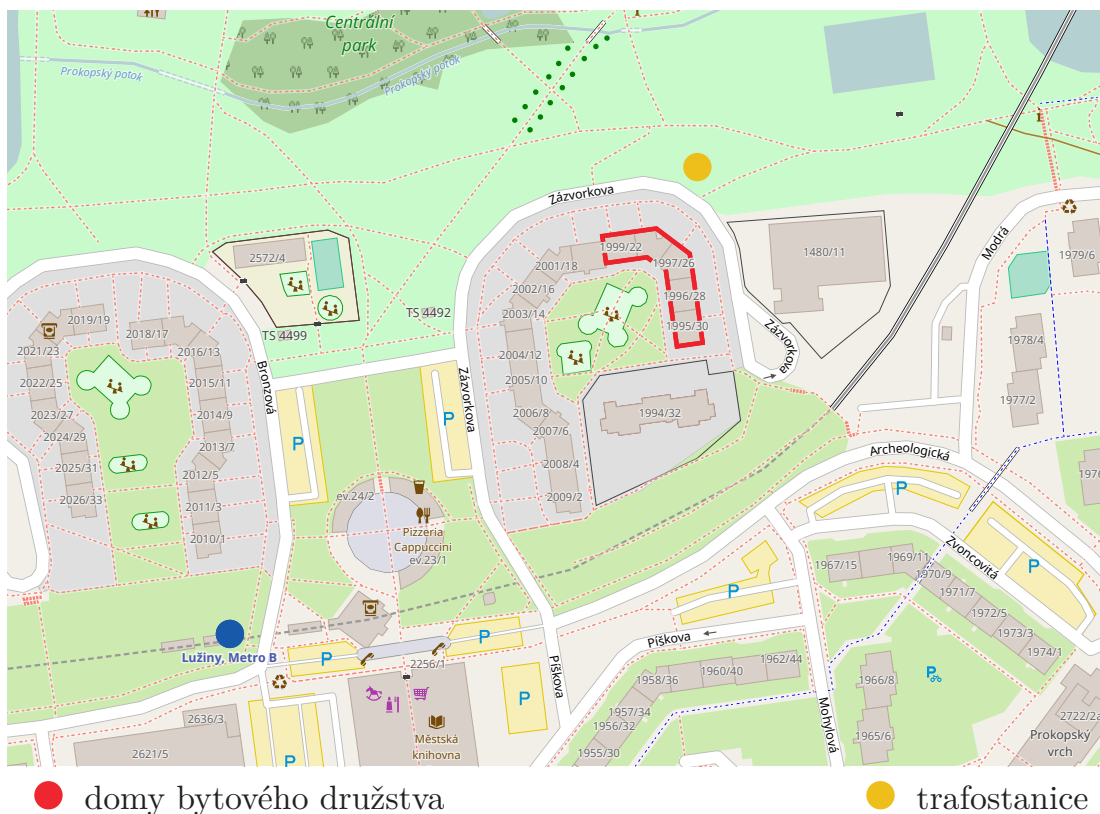 Centrální
park
Prokopský potok
Prokopský potok
Zázvorkova
1999/22
2001/18
1997/26
2002/16
1996/28
2003/14
1995/30
2004/12
2005/10
2006/8
2007/6
2008/4
2009/2
1994/32
1480/11
Modrá
1979/6
1978/4
1977/2
2572/4
TS 4492
TS 4499
2019/19
2018/17
2021/23
2016/13
2022/25
2015/11
2023/27
2014/9
2024/29
2013/7
2025/31
2012/5
2026/33
2011/3
2010/1
Bronzová
Zázvorkova
Zázvorkova
P
P
ev.24/2
Pizzeria
Cappuccini
ev.23/1
Archeologická
P
1967/15
1969/11
1970/9
1971/7
1972/5
1973/3
1974/1
Zvoncovitá
P
P
Píškova
P
Lužiny, Metro B
P
2256/1
Píškova
1958/36
1960/40
1962/44
1957/34
1956/32
1955/30
Mohylová
1966/8
1965/6
P
P
2636/3
2621/5
P
Městská
knihovna
2722/2a
Prokopský
vrch
domy bytového družstva
trafostanice